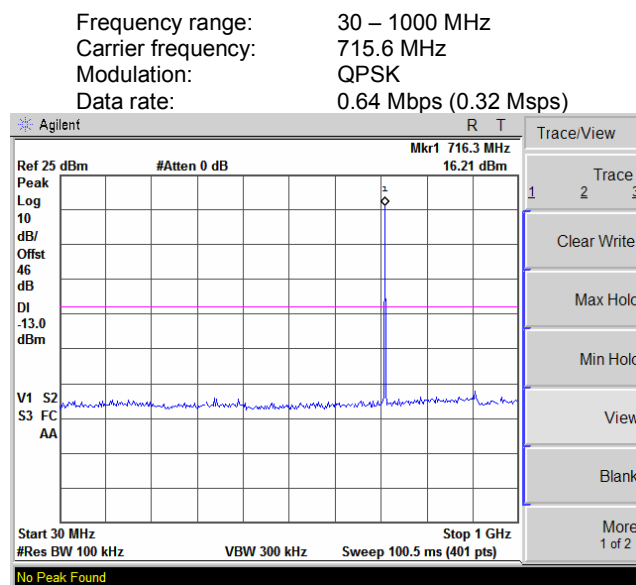 Frequency range: 30 – 1000 MHz
Carrier frequency: 715.6 MHz
Modulation: QPSK
Data rate: 0.64 Mbps (0.32 Msps)
Agilent R T
Trace/View
Mkr1 716.3 MHz
Ref 25 dBm #Atten 0 dB 16.21 dBm
Peak
Log
10
dB/
Offst
46
dB
DI
-13.0
dBm
V1 S2
S3 FC
AA
1
Start 30 MHz Stop 1 GHz
#Res BW 100 kHz VBW 300 kHz Sweep 100.5 ms (401 pts)
Trace
1 2 3
Clear Write
Max Hold
Min Hold
View
Blank
More
1 of 2
No Peak Found